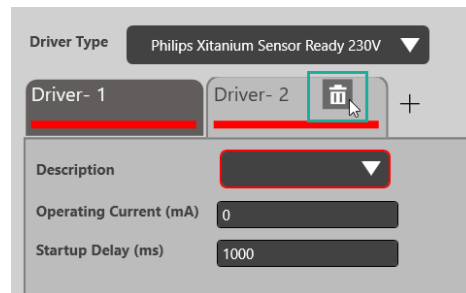 Driver Type Philips Xitanium Sensor Ready 230V
Driver- 1 Driver- 2 +
Description
Operating Current (mA) 0
Startup Delay (ms) 1000